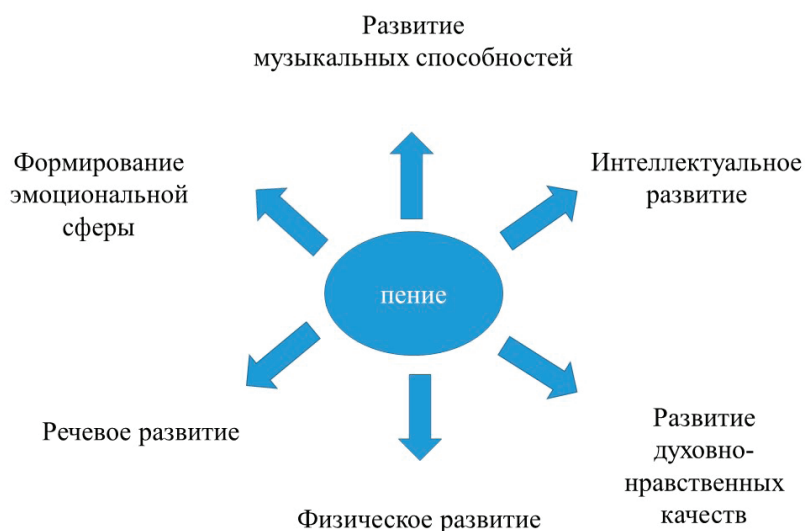 Развитие
музыкальных способностей
Формирование
эмоциональной
сферы
Интеллектуальное
развитие
пение
Речевое развитие
Развитие
духовно-
нравственных
качеств
Физическое развитие